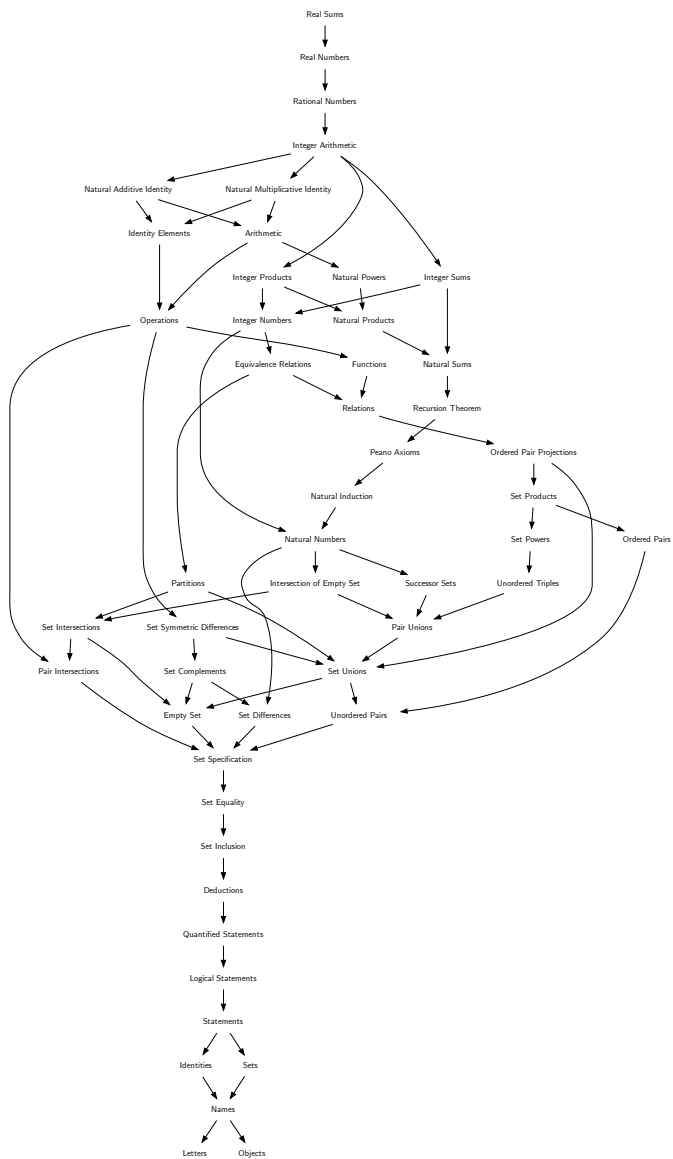 Real Sums
Real Numbers
Rational Numbers
Integer Arithmetic
Natural Additive Identity
Natural Multiplicative Identity
Identity Elements
Arithmetic
Integer Products
Natural Powers
Integer Sums
Operations
Integer Numbers
Natural Products
Equivalence Relations
Functions
Natural Sums
Relations
Recursion Theorem
Peano Axioms
Ordered Pair Projections
Natural Induction
Set Products
Natural Numbers
Set Powers
Ordered Pairs
Partitions
Intersection of Empty Set
Successor Sets
Unordered Triples
Set Intersections
Set Symmetric Differences
Pair Unions
Pair Intersections
Set Complements
Set Unions
Empty Set
Set Differences
Unordered Pairs
Set Specification
Set Equality
Set Inclusion
Deductions
Quantified Statements
Logical Statements
Statements
Identities
Sets
Names
Letters
Objects